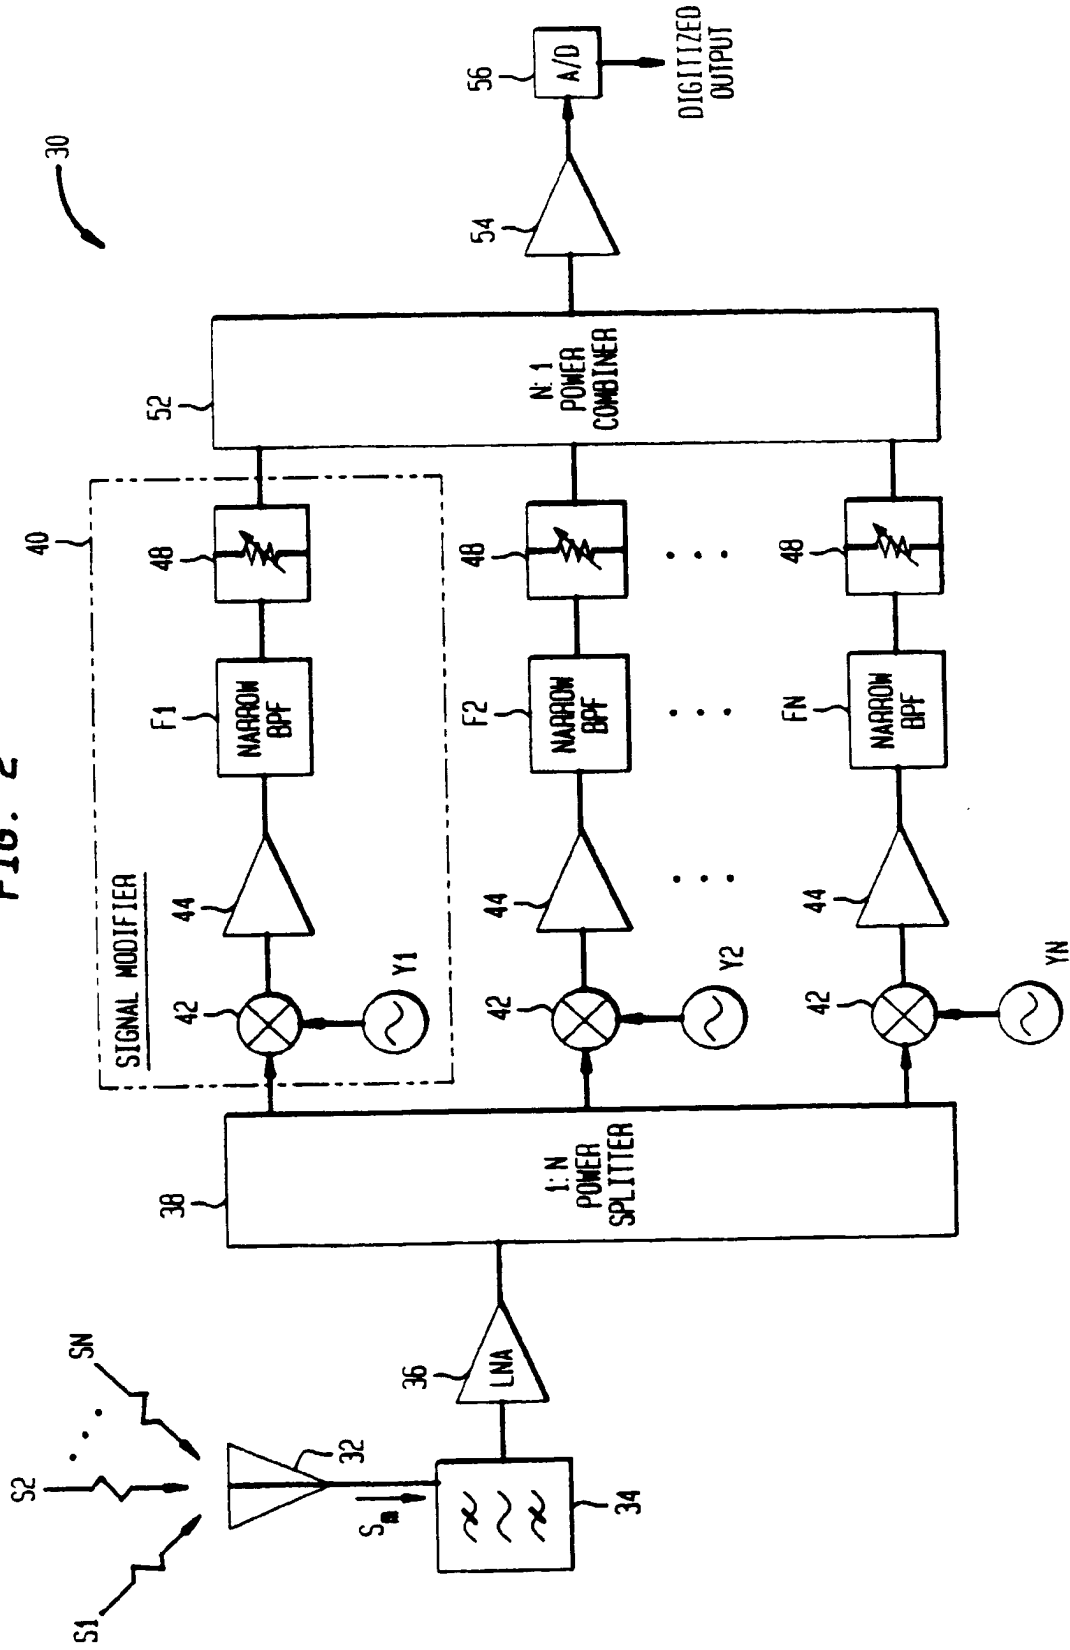 FIG. 2
30
S1
S2
SN
32
Sm
34
36
LNA
38
1:N
POWER
SPLITTER
40
SIGNAL MODIFIER
42
Y1
44
F1
NARROW
BPF
48
42
Y2
44
F2
NARROW
BPF
48
42
YN
44
FN
NARROW
BPF
48
52
N:1
POWER
COMBINER
54
56
A/D
DIGITIZED
OUTPUT